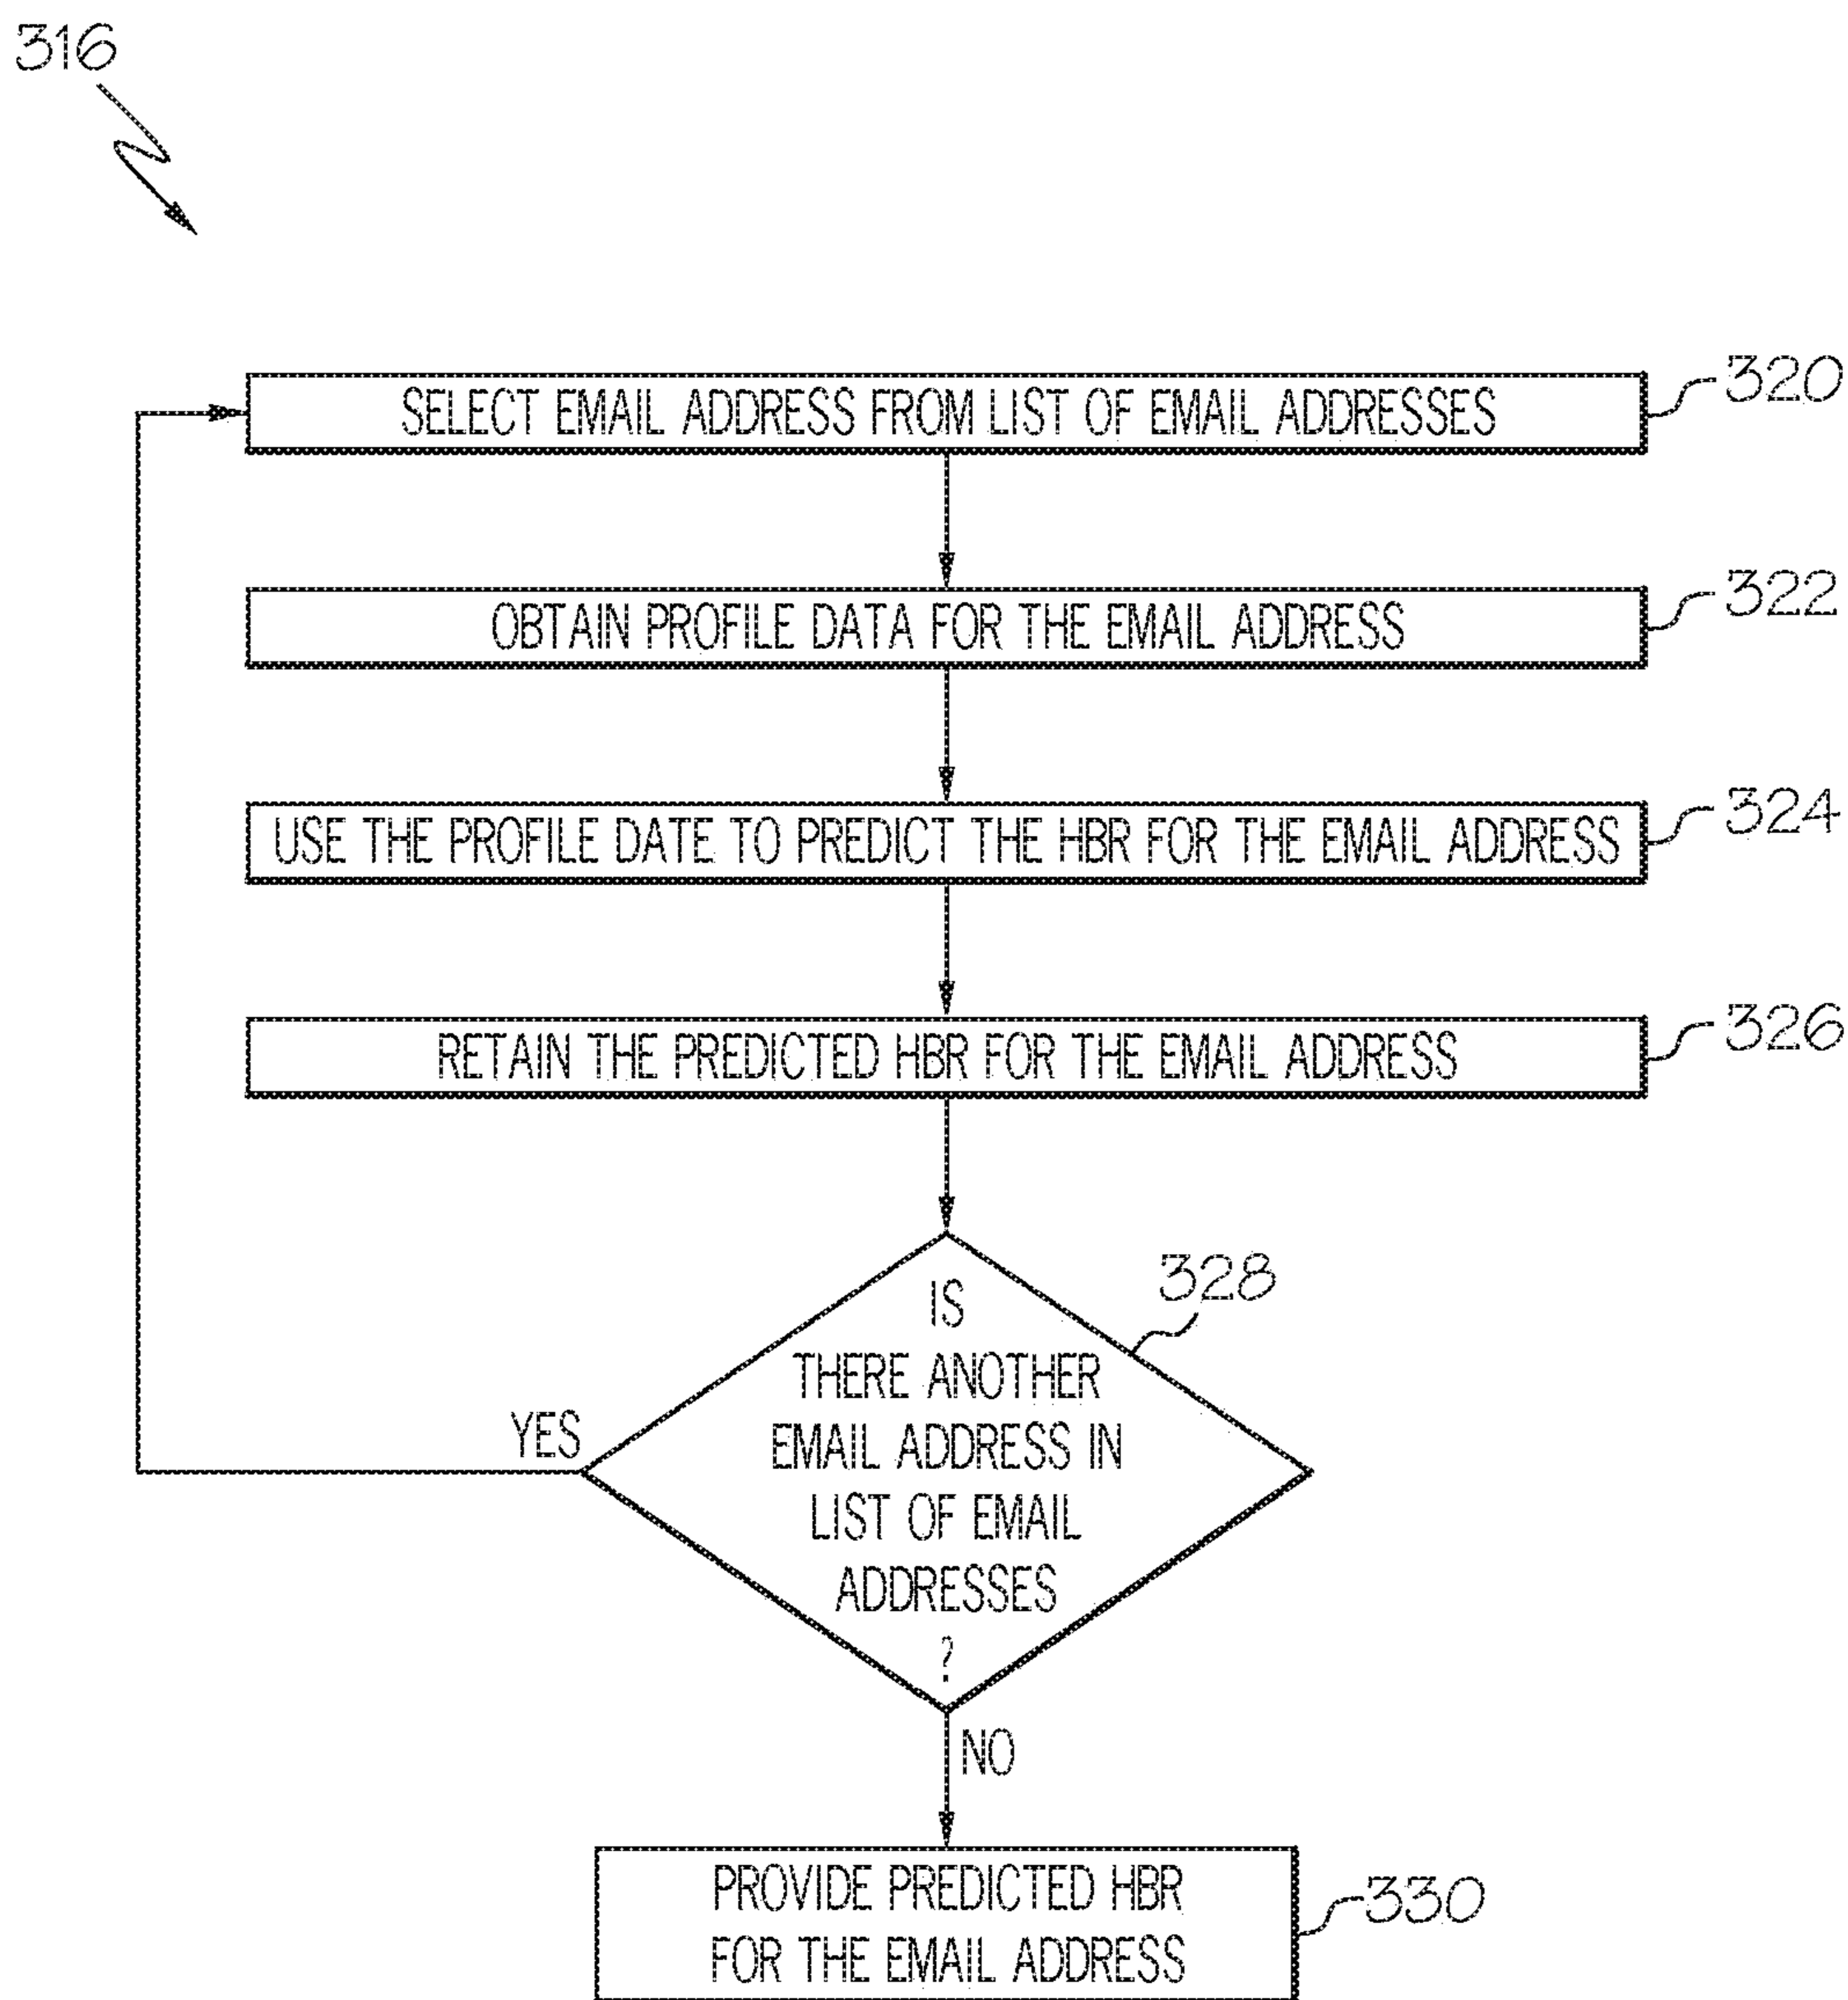 316
SELECT EMAIL ADDRESS FROM LIST OF EMAIL ADDRESSES
320
OBTAIN PROFILE DATA FOR THE EMAIL ADDRESS
322
USE THE PROFILE DATE TO PREDICT THE HBR FOR THE EMAIL ADDRESS
324
RETAIN THE PREDICTED HBR FOR THE EMAIL ADDRESS
326
IS
THERE ANOTHER
EMAIL ADDRESS IN
LIST OF EMAIL
ADDRESSES
?
328
YES
NO
PROVIDE PREDICTED HBR
FOR THE EMAIL ADDRESS
330